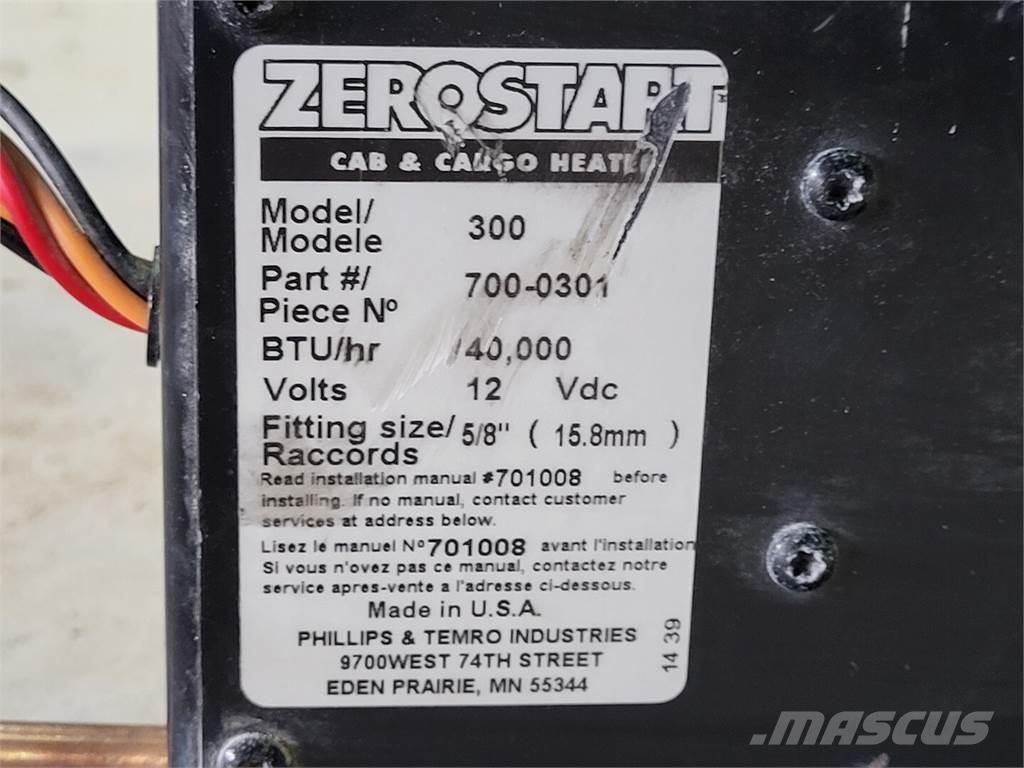 ZEROSTART
CAB & CARGO HEATER
Model/ 300
Modele
Part #/ 700-0301
Piece Nº
BTU/hr 40,000
Volts 12 Vdc
Fitting size/ 5/8" ( 15.8mm )
Raccords
Read installation manual #701008 before
installing. If no manual, contact customer
services at address below.
Lisez le manuel Nº701008 avant l'installation
Si vous n'ovez pas ce manual, contactez notre
service apres-vente a l'adresse ci-dessous.
Made in U.S.A.
PHILLIPS & TEMRO INDUSTRIES
9700WEST 74TH STREET
EDEN PRAIRIE, MN 55344
14 39
MASCUS